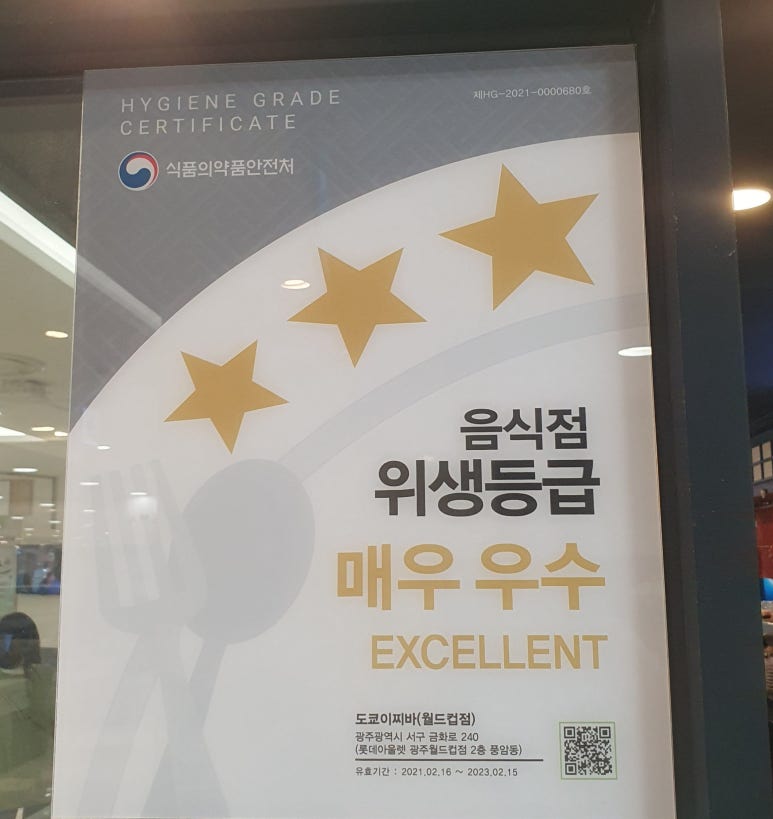 HYGIENE GRADE
CERTIFICATE
제HG-2021-0000680호
식품의약품안전처
음식점
위생등급
매우 우수
EXCELLENT
도쿄이찌바(월드컵점)
광주광역시 서구 금화로 240
(롯데아울렛 광주월드컵점 2층 풍암동)
유효기간 : 2021.02.16 ~ 2023.02.15